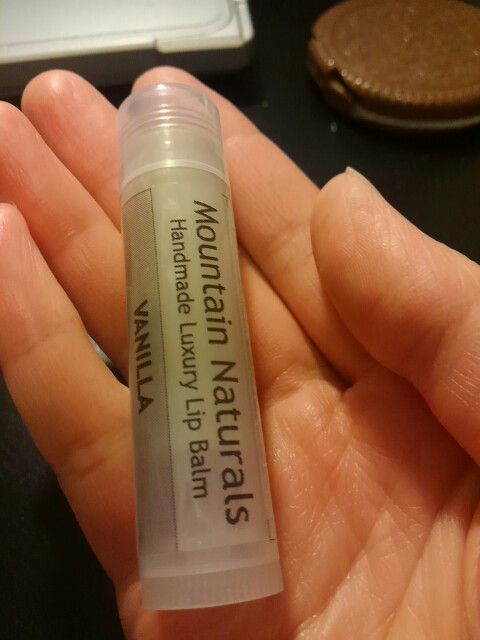 Mountain Naturals
Handmade Luxury Lip Balm
VANILLA